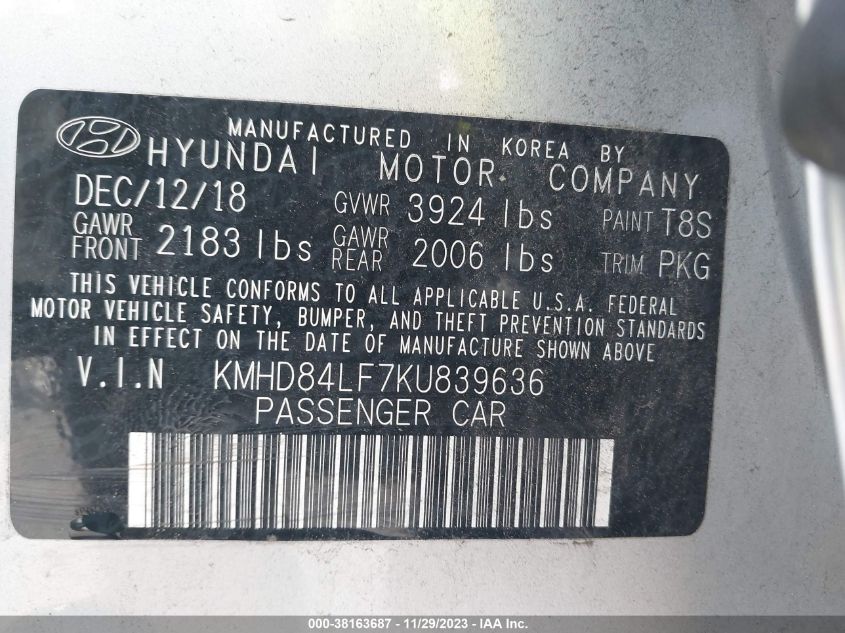 MANUFACTURED IN KOREA BY
HYUNDAI MOTOR COMPANY
DEC/12/18 GVWR 3924 lbs PAINT T8S
GAWR FRONT 2183 lbs GAWR REAR 2006 lbs TRIM PKG
THIS VEHICLE CONFORMS TO ALL APPLICABLE U.S.A. FEDERAL
MOTOR VEHICLE SAFETY, BUMPER, AND THEFT PREVENTION STANDARDS
IN EFFECT ON THE DATE OF MANUFACTURE SHOWN ABOVE
V.I.N KMHD84LF7KU839636
PASSENGER CAR
000-38163687 - 11/29/2023 - IAA Inc.